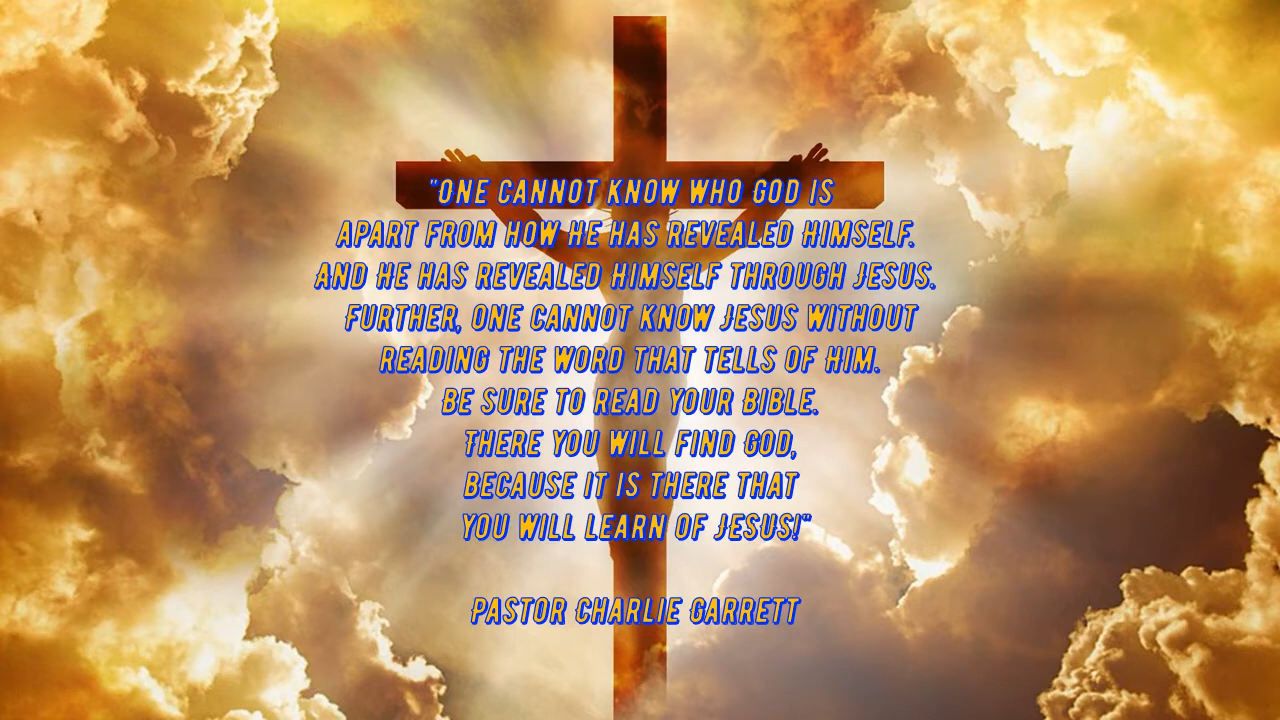 "One cannot know who God is
apart from how He has revealed Himself.
And He has revealed Himself through Jesus.
Further, one cannot know Jesus without
reading the word that tells of Him.
Be sure to read your Bible.
There you will find God,
because it is there that
you will learn of Jesus!"
Pastor Charlie Garrett